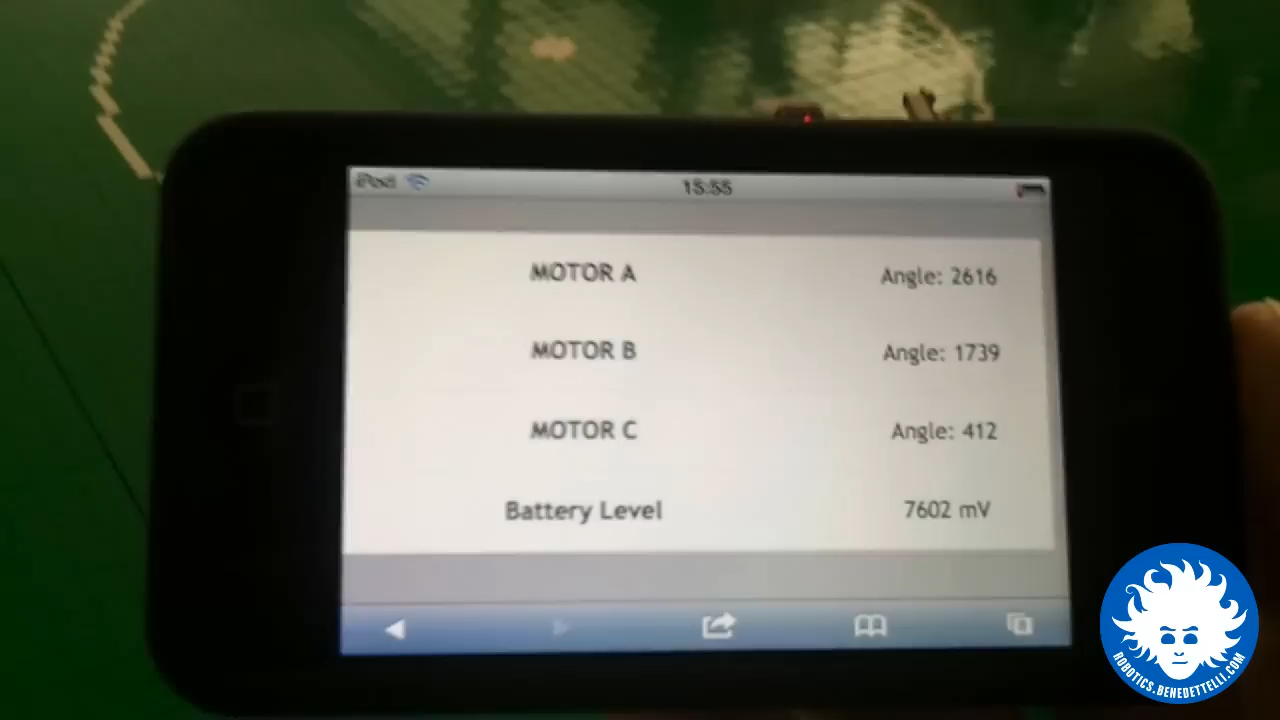 iPod 15:55
MOTOR A Angle: 2616
MOTOR B Angle: 1739
MOTOR C Angle: 412
Battery Level 7602 mV
ROBOTICS.BENEDETTELLI.COM